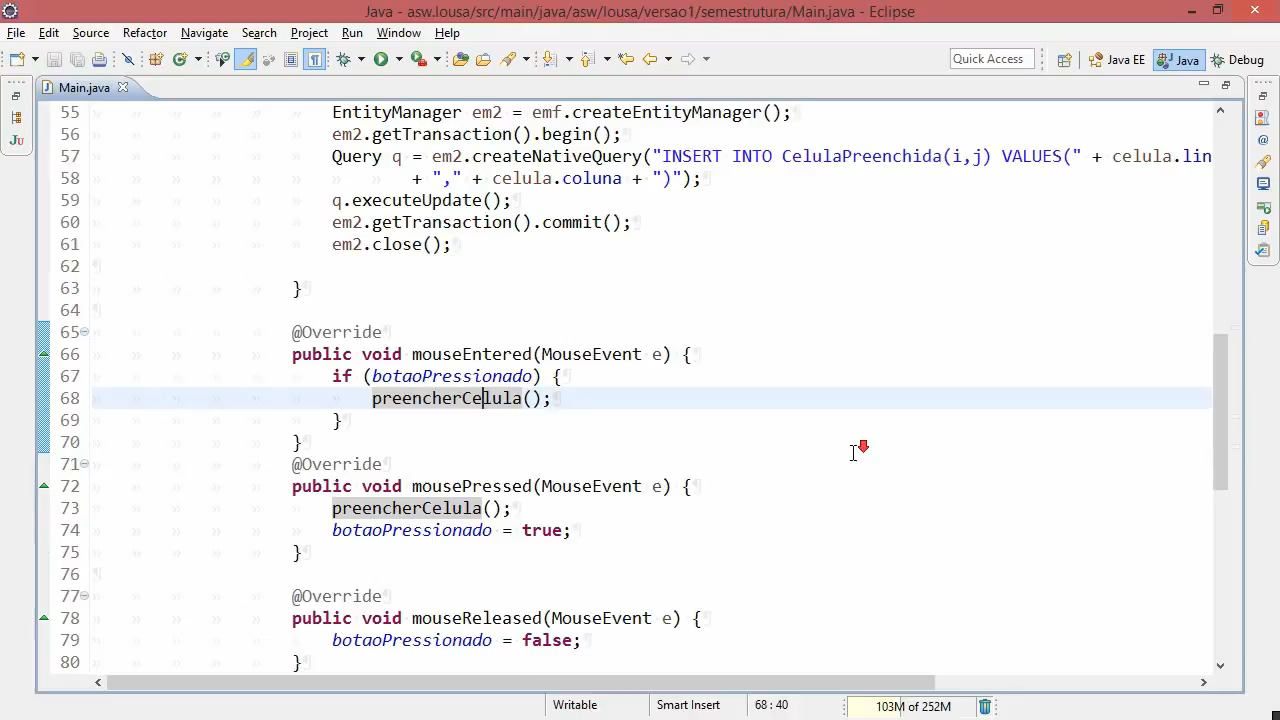 Java - asw.lousa/src/main/java/asw/lousa/versao1/semestrutura/Main.java - Eclipse
File Edit Source Refactor Navigate Search Project Run Window Help
Quick Access Java EE Java Debug
Main.java
55 EntityManager em2 = emf.createEntityManager();
56 em2.getTransaction().begin();
57 Query q = em2.createNativeQuery("INSERT INTO CelulaPreenchida(i,j) VALUES(" + celula.lin
58 + "," + celula.coluna + ")");
59 q.executeUpdate();
60 em2.getTransaction().commit();
61 em2.close();
62
63 }
64
65 @Override
66 public void mouseEntered(MouseEvent e) {
67 if (botaoPressionado) {
68 preencherCelula();
69 }
70 }
71 @Override
72 public void mousePressed(MouseEvent e) {
73 preencherCelula();
74 botaoPressionado = true;
75 }
76
77 @Override
78 public void mouseReleased(MouseEvent e) {
79 botaoPressionado = false;
80 }
Writable Smart Insert 68 : 40 103M of 252M